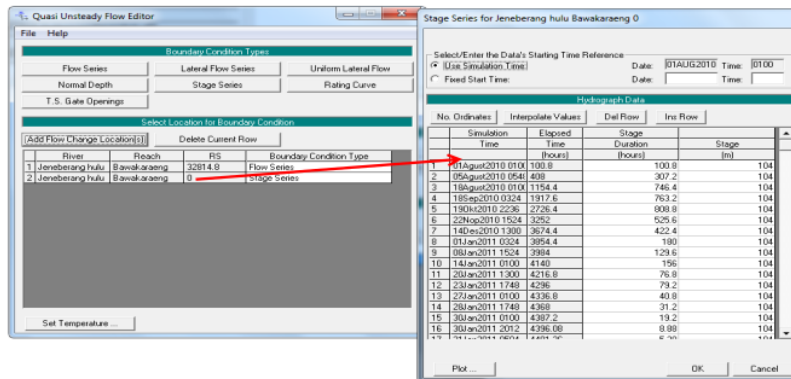 Quasi Unsteady Flow Editor
File Help
Boundary Condition Types
Flow Series Lateral Flow Series Uniform Lateral Flow
Normal Depth Stage Series Rating Curve
T.S. Gate Openings
Select Location for Boundary Condition
(Add Flow Change Location(s)) Delete Current Row
River Reach RS Boundary Condition Type
1 Jeneberang hulu Bawakaraeng 32814.8 Flow Series
2 Jeneberang hulu Bawakaraeng 0 Stage Series
Set Temperature ...
Stage Series for Jeneberang hulu Bawakaraeng 0
Select/Enter the Data's Starting Time Reference
Use Simulation Time: Date: 01AUG2010 Time: 0100
Fixed Start Time: Date: Time:
Hydrograph Data
No. Ordinates Interpolate Values Del Row Ins Row
Simulation Elapsed Stage
Time Time Duration Stage
(hours) (hours) (m)
1 01Agust2010 010( 100.8 100.8 104
2 05Agust2010 054( 408 307.2 104
3 18Agust2010 010( 1154.4 746.4 104
4 18Sep2010 0324 1917.6 763.2 104
5 19Okt2010 2236 2726.4 808.8 104
6 22Nop2010 1524 3252 525.6 104
7 14Des2010 1300 3674.4 422.4 104
8 01Jan2011 0324 3854.4 180 104
9 08Jan2011 1524 3984 129.6 104
10 14Jan2011 0100 4140 156 104
11 20Jan2011 1300 4216.8 76.8 104
12 23Jan2011 1748 4296 79.2 104
13 27Jan2011 0100 4336.8 40.8 104
14 28Jan2011 1748 4368 31.2 104
15 30Jan2011 0100 4387.2 19.2 104
16 30Jan2011 2012 4396.08 8.88 104
Plot ... OK Cancel